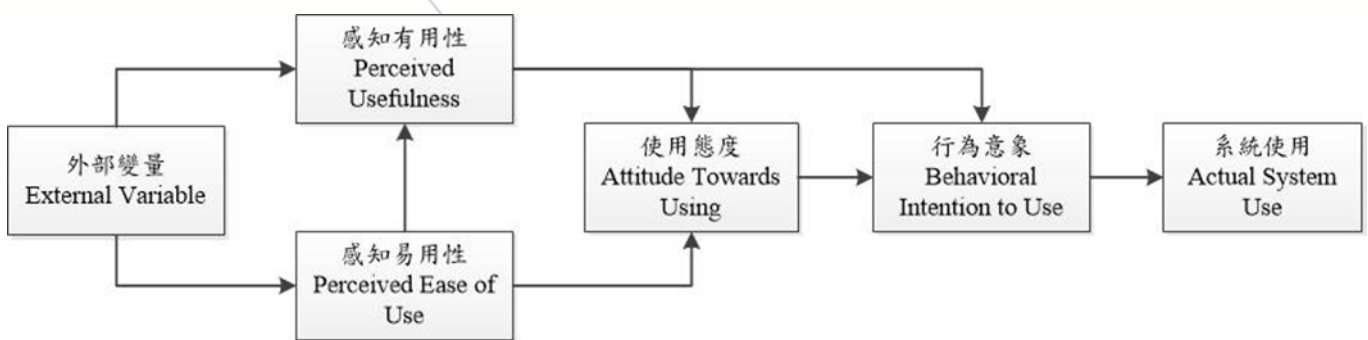 感知有用性
Perceived
Usefulness
外部變量
External Variable
使用態度
Attitude Towards
Using
行為意象
Behavioral
Intention to Use
系統使用
Actual System
Use
感知易用性
Perceived Ease of
Use